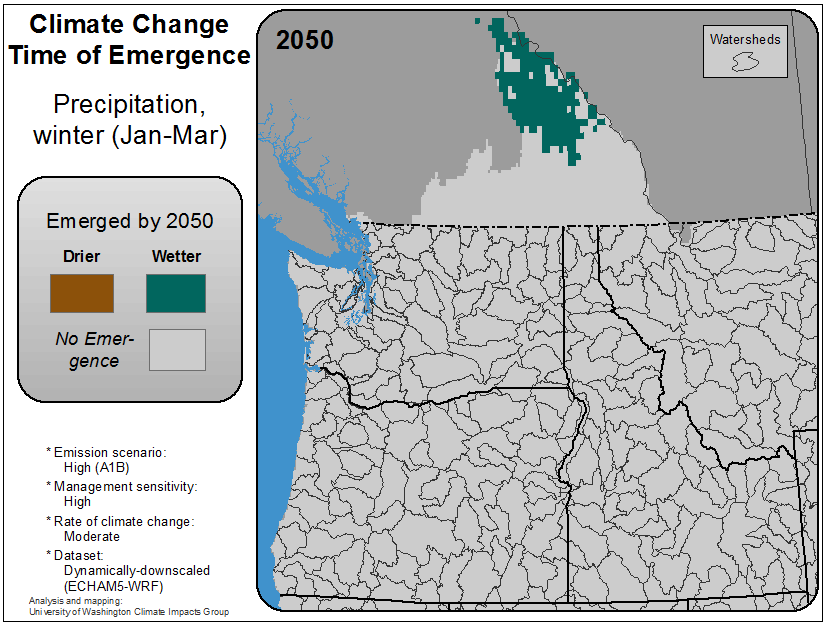 Climate Change
Time of Emergence
Precipitation,
winter (Jan-Mar)
Emerged by 2050
Drier
Wetter
No Emer-
gence
* Emission scenario:
High (A1B)
* Management sensitivity:
High
* Rate of climate change:
Moderate
* Dataset:
Dynamically-downscaled
(ECHAM5-WRF)
Analysis and mapping:
University of Washington Climate Impacts Group
2050
Watersheds